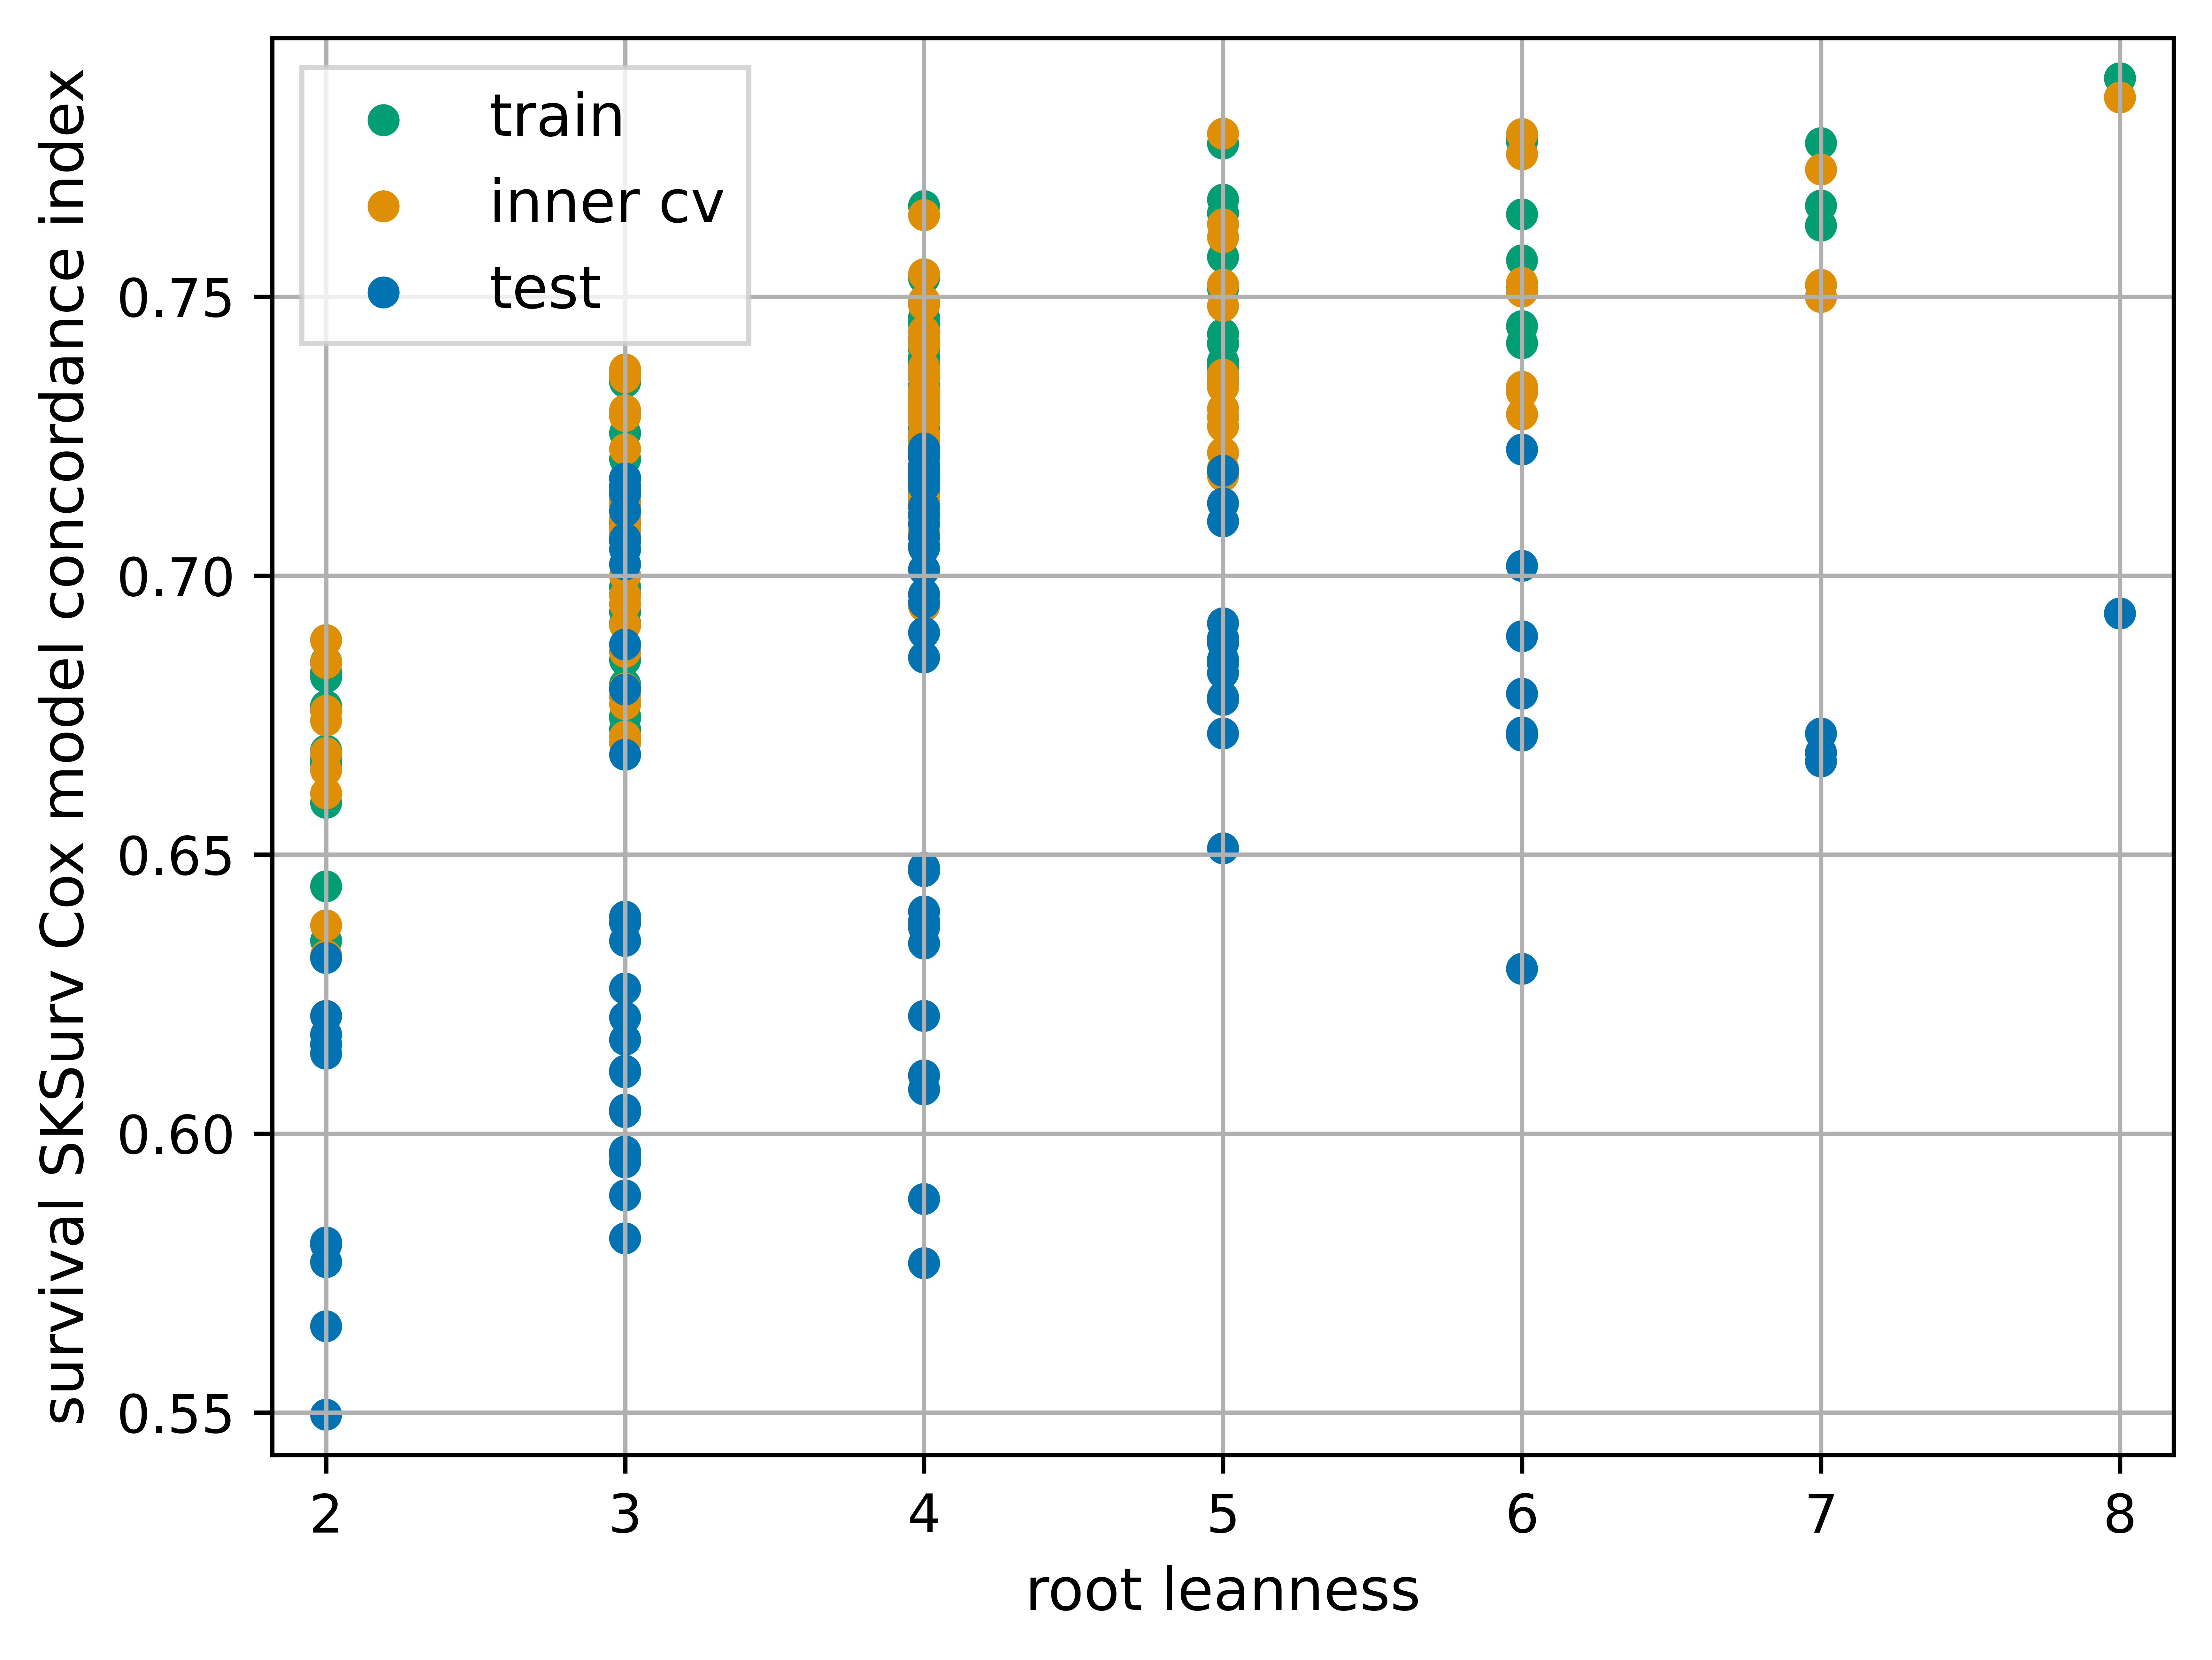 survival SKSurv Cox model concordance index
train
inner cv
test
0.75
0.70
0.65
0.60
0.55
2 3 4 5 6 7 8
root leanness